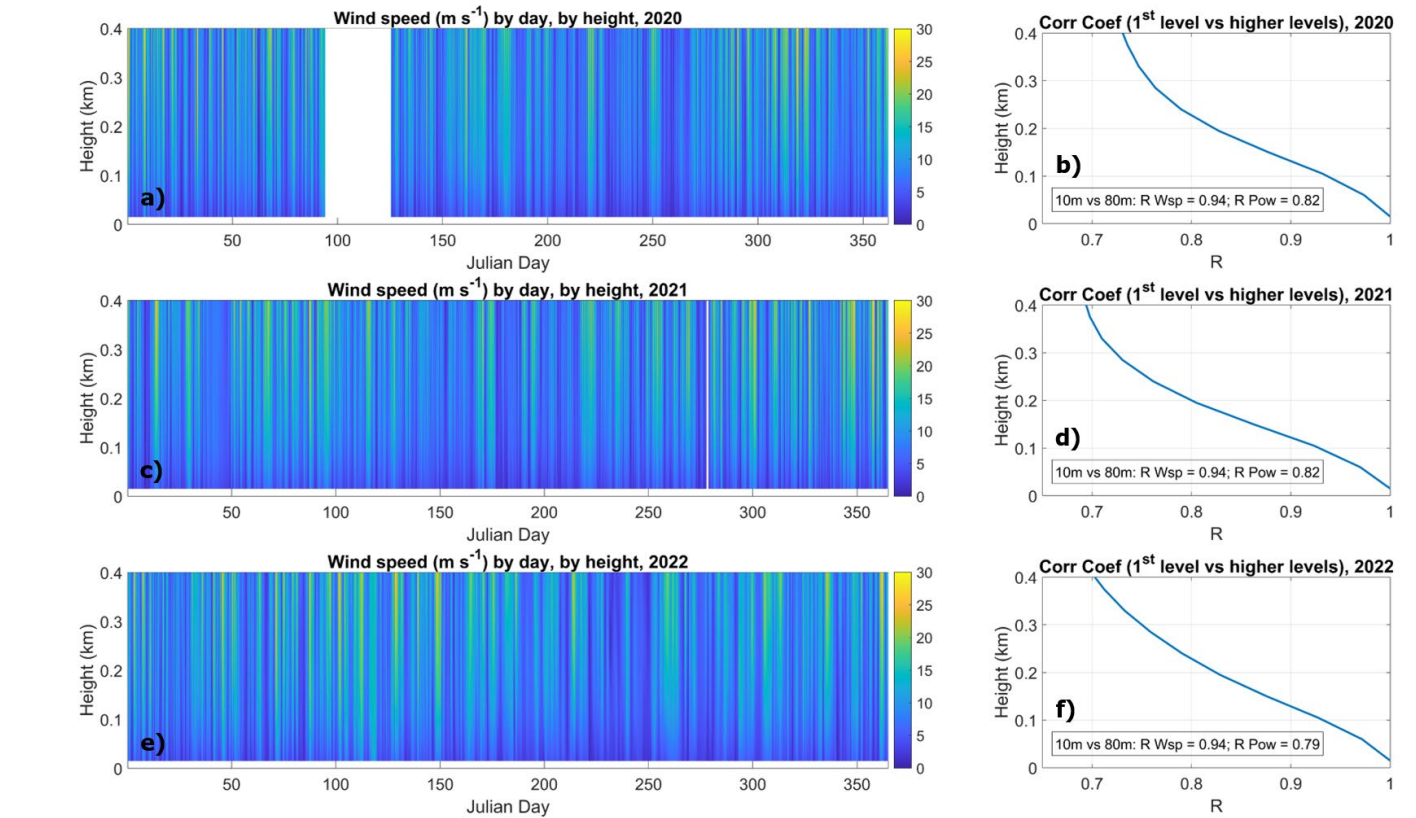 Wind speed (m s-1) by day, by height, 2020
Height (km)
0.4
0.3
0.2
0.1
0
a)
50 100 150 200 250 300 350
Julian Day
30
25
20
15
10
5
0
Corr Coef (1st level vs higher levels), 2020
Height (km)
0.4
0.3
0.2
0.1
0
b)
10m vs 80m: R Wsp = 0.94; R Pow = 0.82
0.7 0.8 0.9 1
R
Wind speed (m s-1) by day, by height, 2021
Height (km)
0.4
0.3
0.2
0.1
0
c)
50 100 150 200 250 300 350
Julian Day
30
25
20
15
10
5
0
Corr Coef (1st level vs higher levels), 2021
Height (km)
0.4
0.3
0.2
0.1
0
d)
10m vs 80m: R Wsp = 0.94; R Pow = 0.82
0.7 0.8 0.9 1
R
Wind speed (m s-1) by day, by height, 2022
Height (km)
0.4
0.3
0.2
0.1
0
e)
50 100 150 200 250 300 350
Julian Day
30
25
20
15
10
5
0
Corr Coef (1st level vs higher levels), 2022
Height (km)
0.4
0.3
0.2
0.1
0
f)
10m vs 80m: R Wsp = 0.94; R Pow = 0.79
0.7 0.8 0.9 1
R